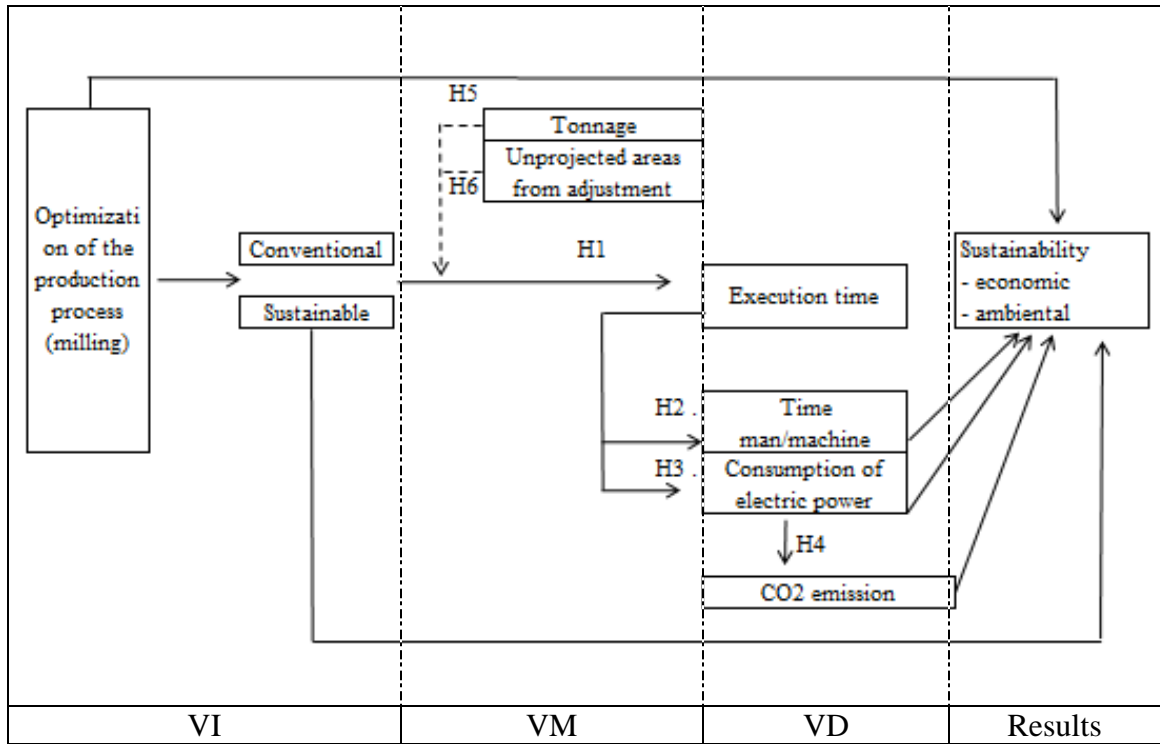 H5
Tonnage
Unprojected areas
from adjustment
H6
Optimizati
on of the
production
process
(milling)
Conventional
Sustainable
H1
Execution time
Sustainability
- economic
- ambiental
H2 .
Time
man/machine
H3 .
Consumption of
electric power
H4
CO2 emission
VI
VM
VD
Results